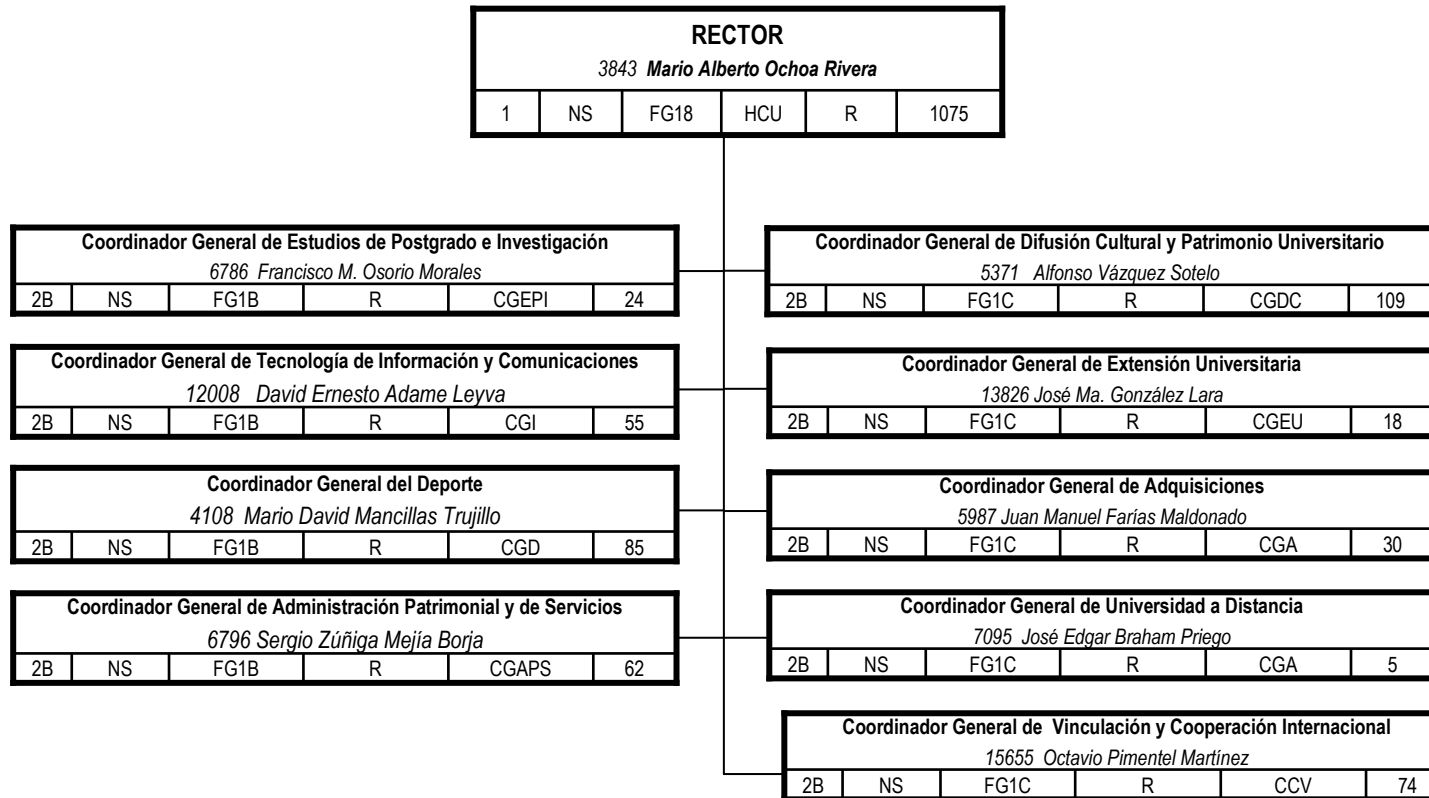 RECTOR
3843 Mario Alberto Ochoa Rivera
1 NS FG18 HCU R 1075
Coordinador General de Estudios de Postgrado e Investigación
6786 Francisco M. Osorio Morales
2B NS FG1B R CGEPI 24
Coordinador General de Tecnología de Información y Comunicaciones
12008 David Ernesto Adame Leyva
2B NS FG1B R CGI 55
Coordinador General del Deporte
4108 Mario David Mancillas Trujillo
2B NS FG1B R CGD 85
Coordinador General de Administración Patrimonial y de Servicios
6796 Sergio Zúñiga Mejía Borja
2B NS FG1B R CGAPS 62
Coordinador General de Difusión Cultural y Patrimonio Universitario
5371 Alfonso Vázquez Sotelo
2B NS FG1C R CGDC 109
Coordinador General de Extensión Universitaria
13826 José Ma. González Lara
2B NS FG1C R CGEU 18
Coordinador General de Adquisiciones
5987 Juan Manuel Farías Maldonado
2B NS FG1C R CGA 30
Coordinador General de Universidad a Distancia
7095 José Edgar Braham Priego
2B NS FG1C R CGA 5
Coordinador General de Vinculación y Cooperación Internacional
15655 Octavio Pimentel Martínez
2B NS FG1C R CCV 74